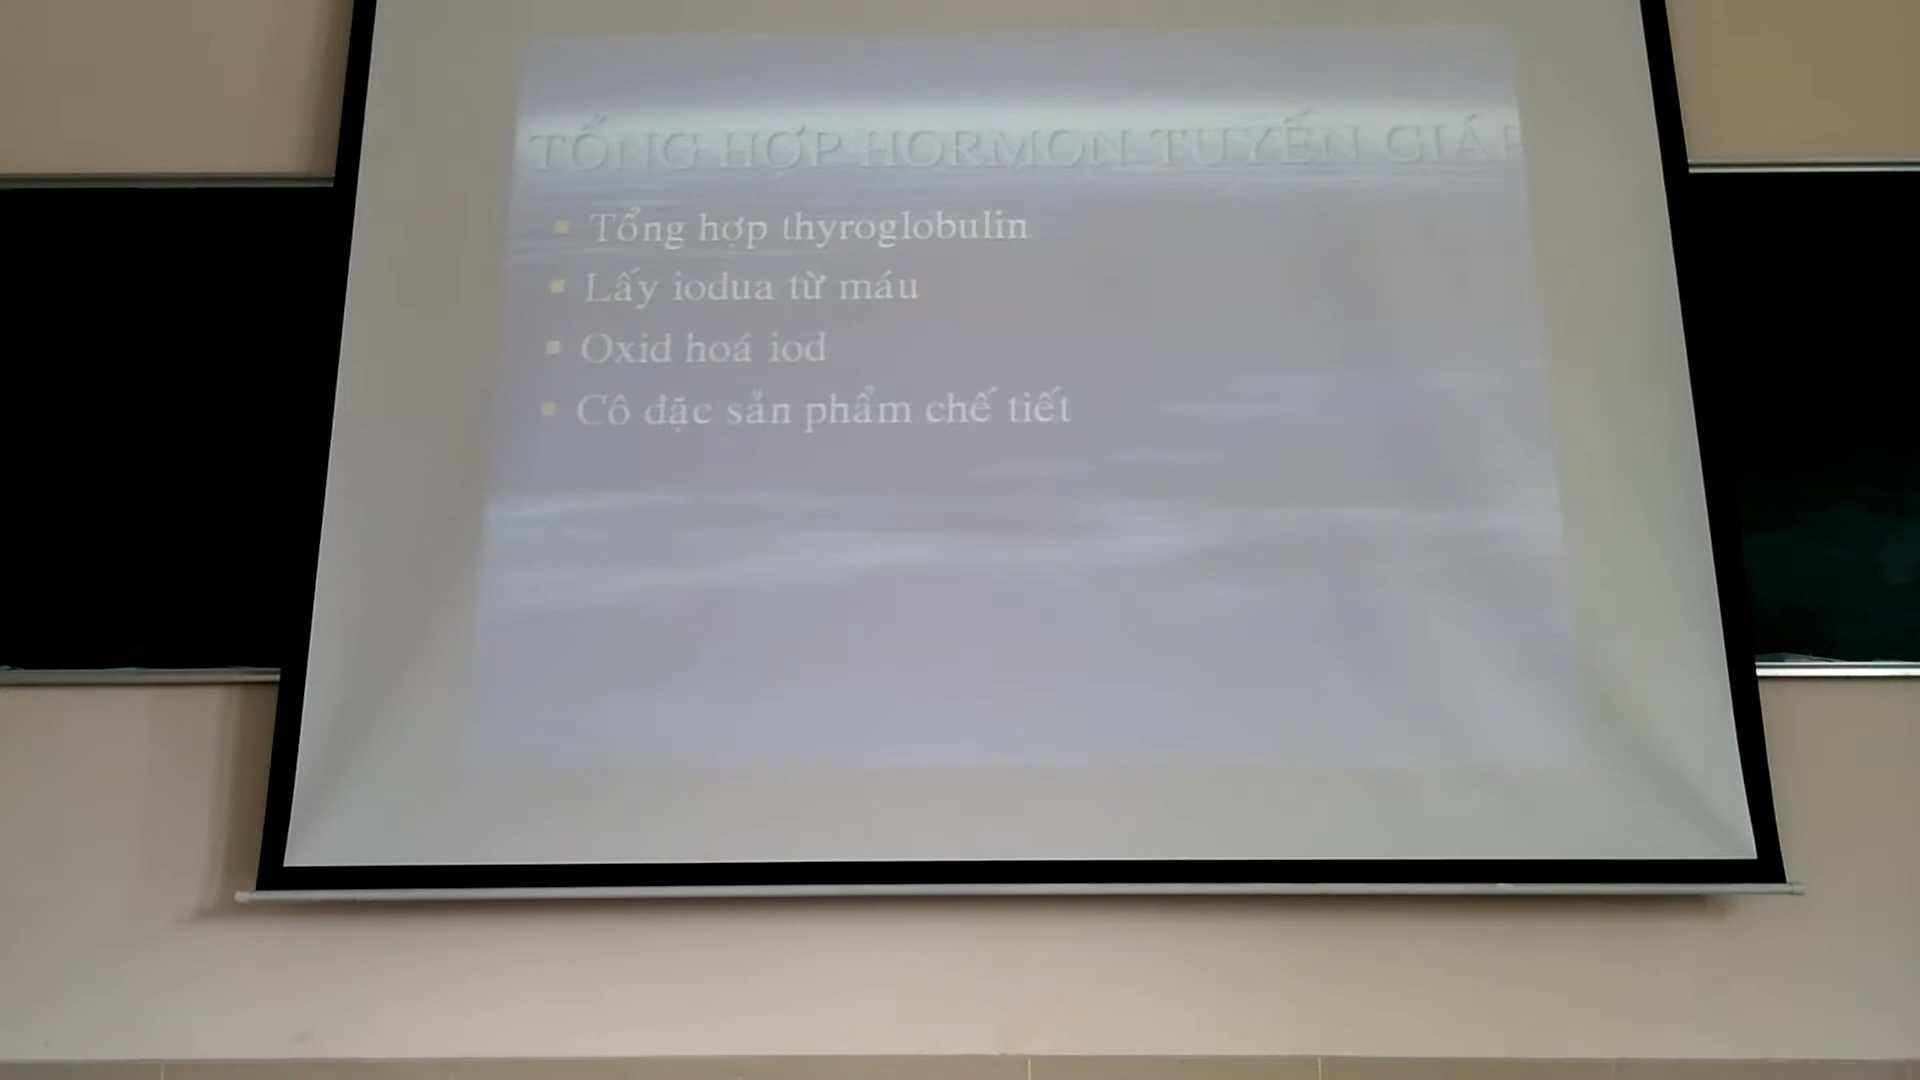 TỔNG HỢP HORMON TUYẾN GIÁP
Tổng hợp thyroglobulin
Lấy iodua từ máu
Oxid hoá iod
Cô đặc sản phẩm chế tiết